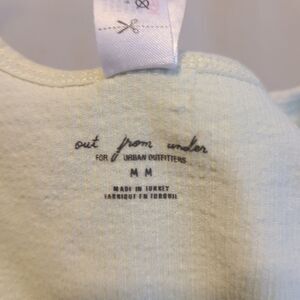 out from under
FOR URBAN OUTFITTERS
M M
MADE IN TURKEY
FABRIQUÉ EN TURQUIE